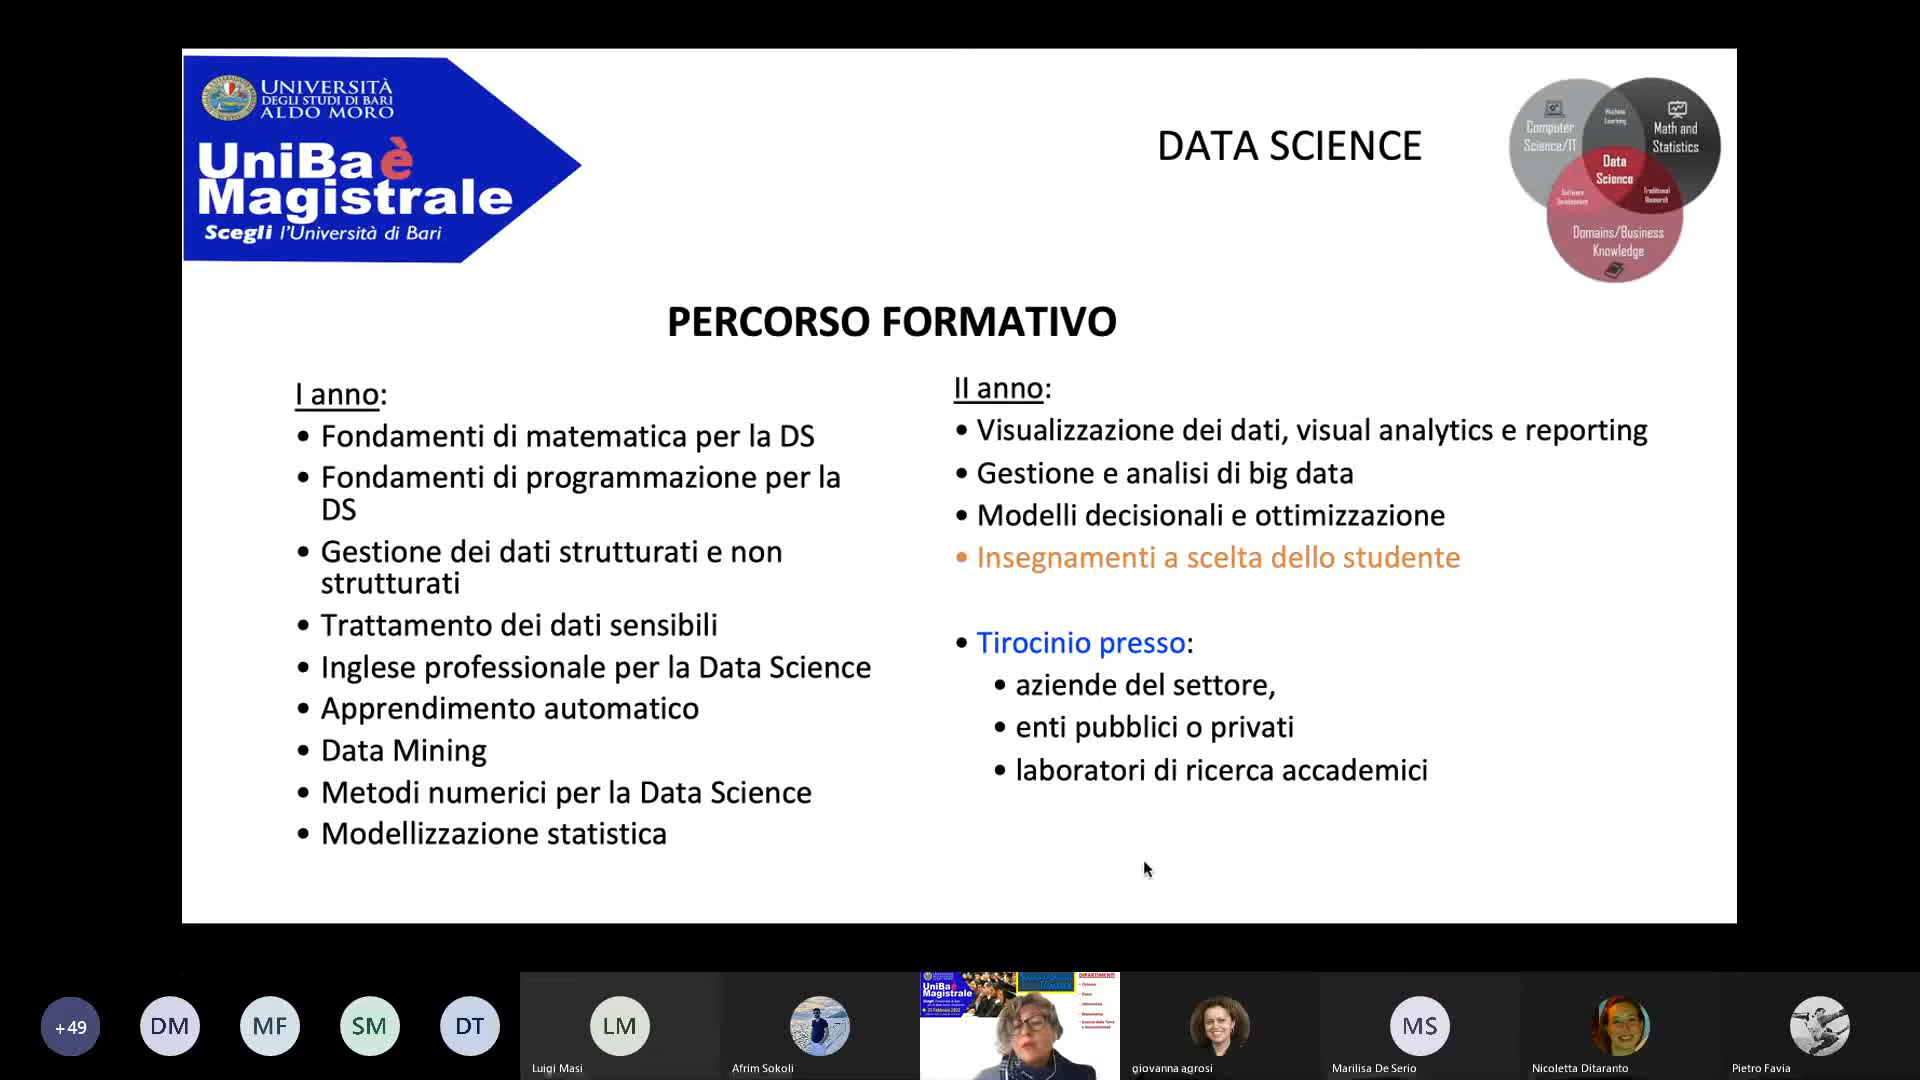 UNIVERSITÀ
DEGLI STUDI DI BARI
ALDO MORO
UniBa è
Magistrale
Scegli l'Università di Bari
DATA SCIENCE
Computer
Science/IT
Machine
Learning
Math and
Statistics
Data
Science
Software
Development
Traditional
Research
Domains/Business
Knowledge
PERCORSO FORMATIVO
I anno:
• Fondamenti di matematica per la DS
• Fondamenti di programmazione per la
DS
• Gestione dei dati strutturati e non
strutturati
• Trattamento dei dati sensibili
• Inglese professionale per la Data Science
• Apprendimento automatico
• Data Mining
• Metodi numerici per la Data Science
• Modellizzazione statistica
II anno:
• Visualizzazione dei dati, visual analytics e reporting
• Gestione e analisi di big data
• Modelli decisionali e ottimizzazione
• Insegnamenti a scelta dello studente
• Tirocinio presso:
• aziende del settore,
• enti pubblici o privati
• laboratori di ricerca accademici
+49
DM
MF
SM
DT
LM
Luigi Masi
Afrim Sokoli
UniBa è
Magistrale
25 Febbraio 2022
DIPARTIMENTI
giovanna agrosi
MS
Marilisa De Serio
Nicoletta Ditaranto
Pietro Favia